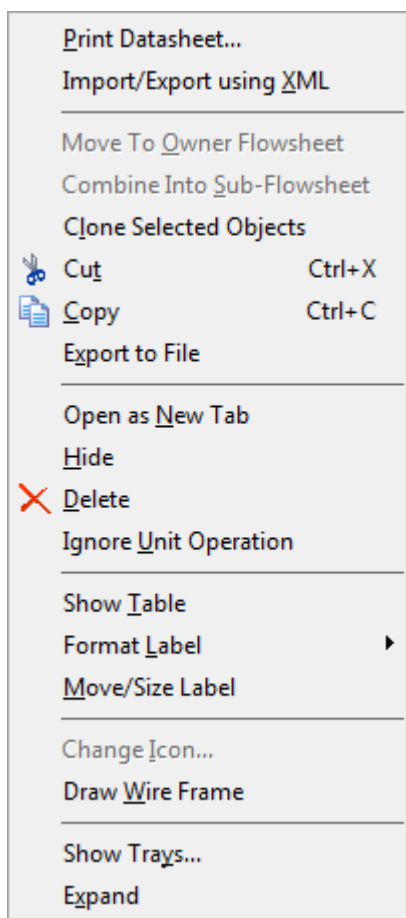 Print Datasheet...
Import/Export using XML
Move To Owner Flowsheet
Combine Into Sub-Flowsheet
Clone Selected Objects
Cut Ctrl+X
Copy Ctrl+C
Export to File
Open as New Tab
Hide
Delete
Ignore Unit Operation
Show Table
Format Label
Move/Size Label
Change Icon...
Draw Wire Frame
Show Trays...
Expand